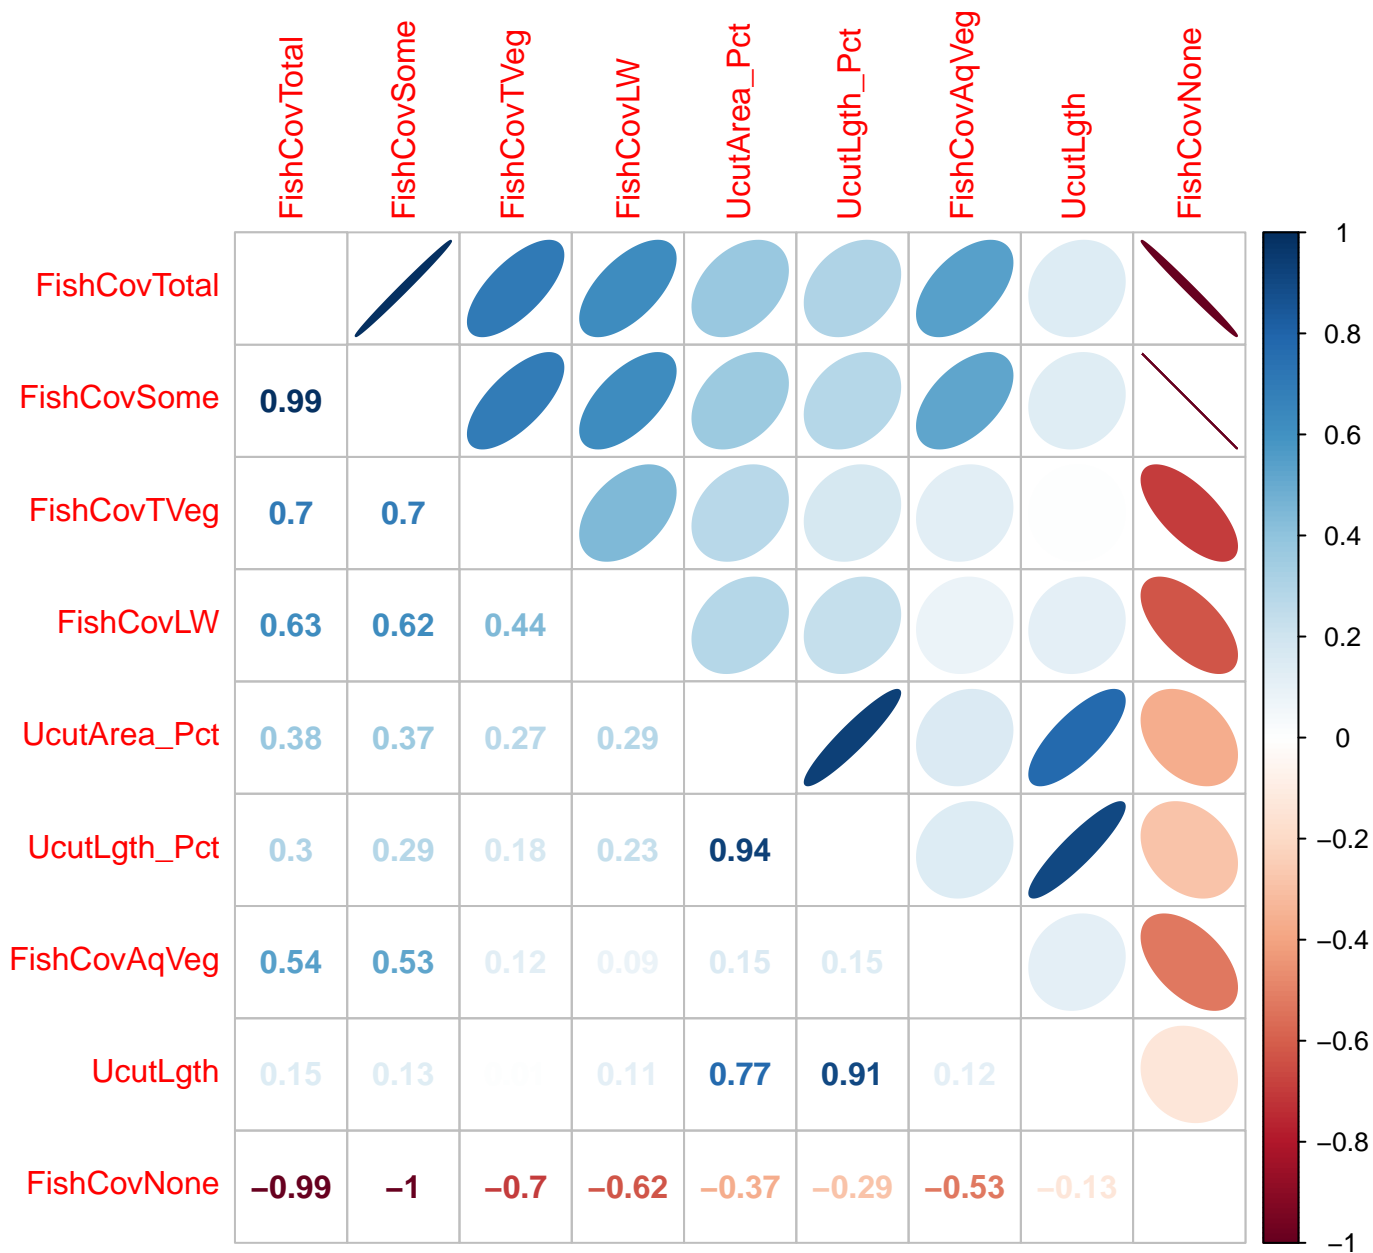 FishCovTotal FishCovSome FishCovTVeg FishCovLW UcutArea_Pct UcutLgth_Pct FishCovAqVeg UcutLgth FishCovNone
FishCovTotal 1
FishCovSome 0.99 0.8
0.6
FishCovTVeg 0.7 0.7
0.4
FishCovLW 0.63 0.62 0.44 0.2
UcutArea_Pct 0.38 0.37 0.27 0.29 0
UcutLgth_Pct 0.3 0.29 0.18 0.23 0.94 −0.2
FishCovAqVeg 0.54 0.53 0.12 0.09 0.15 0.15 −0.4
−0.6
UcutLgth 0.15 0.13 0.11 0.77 0.91 0.12
−0.8
FishCovNone −0.99 −1 −0.7 −0.62 −0.37 −0.29 −0.53 −0.13
−1